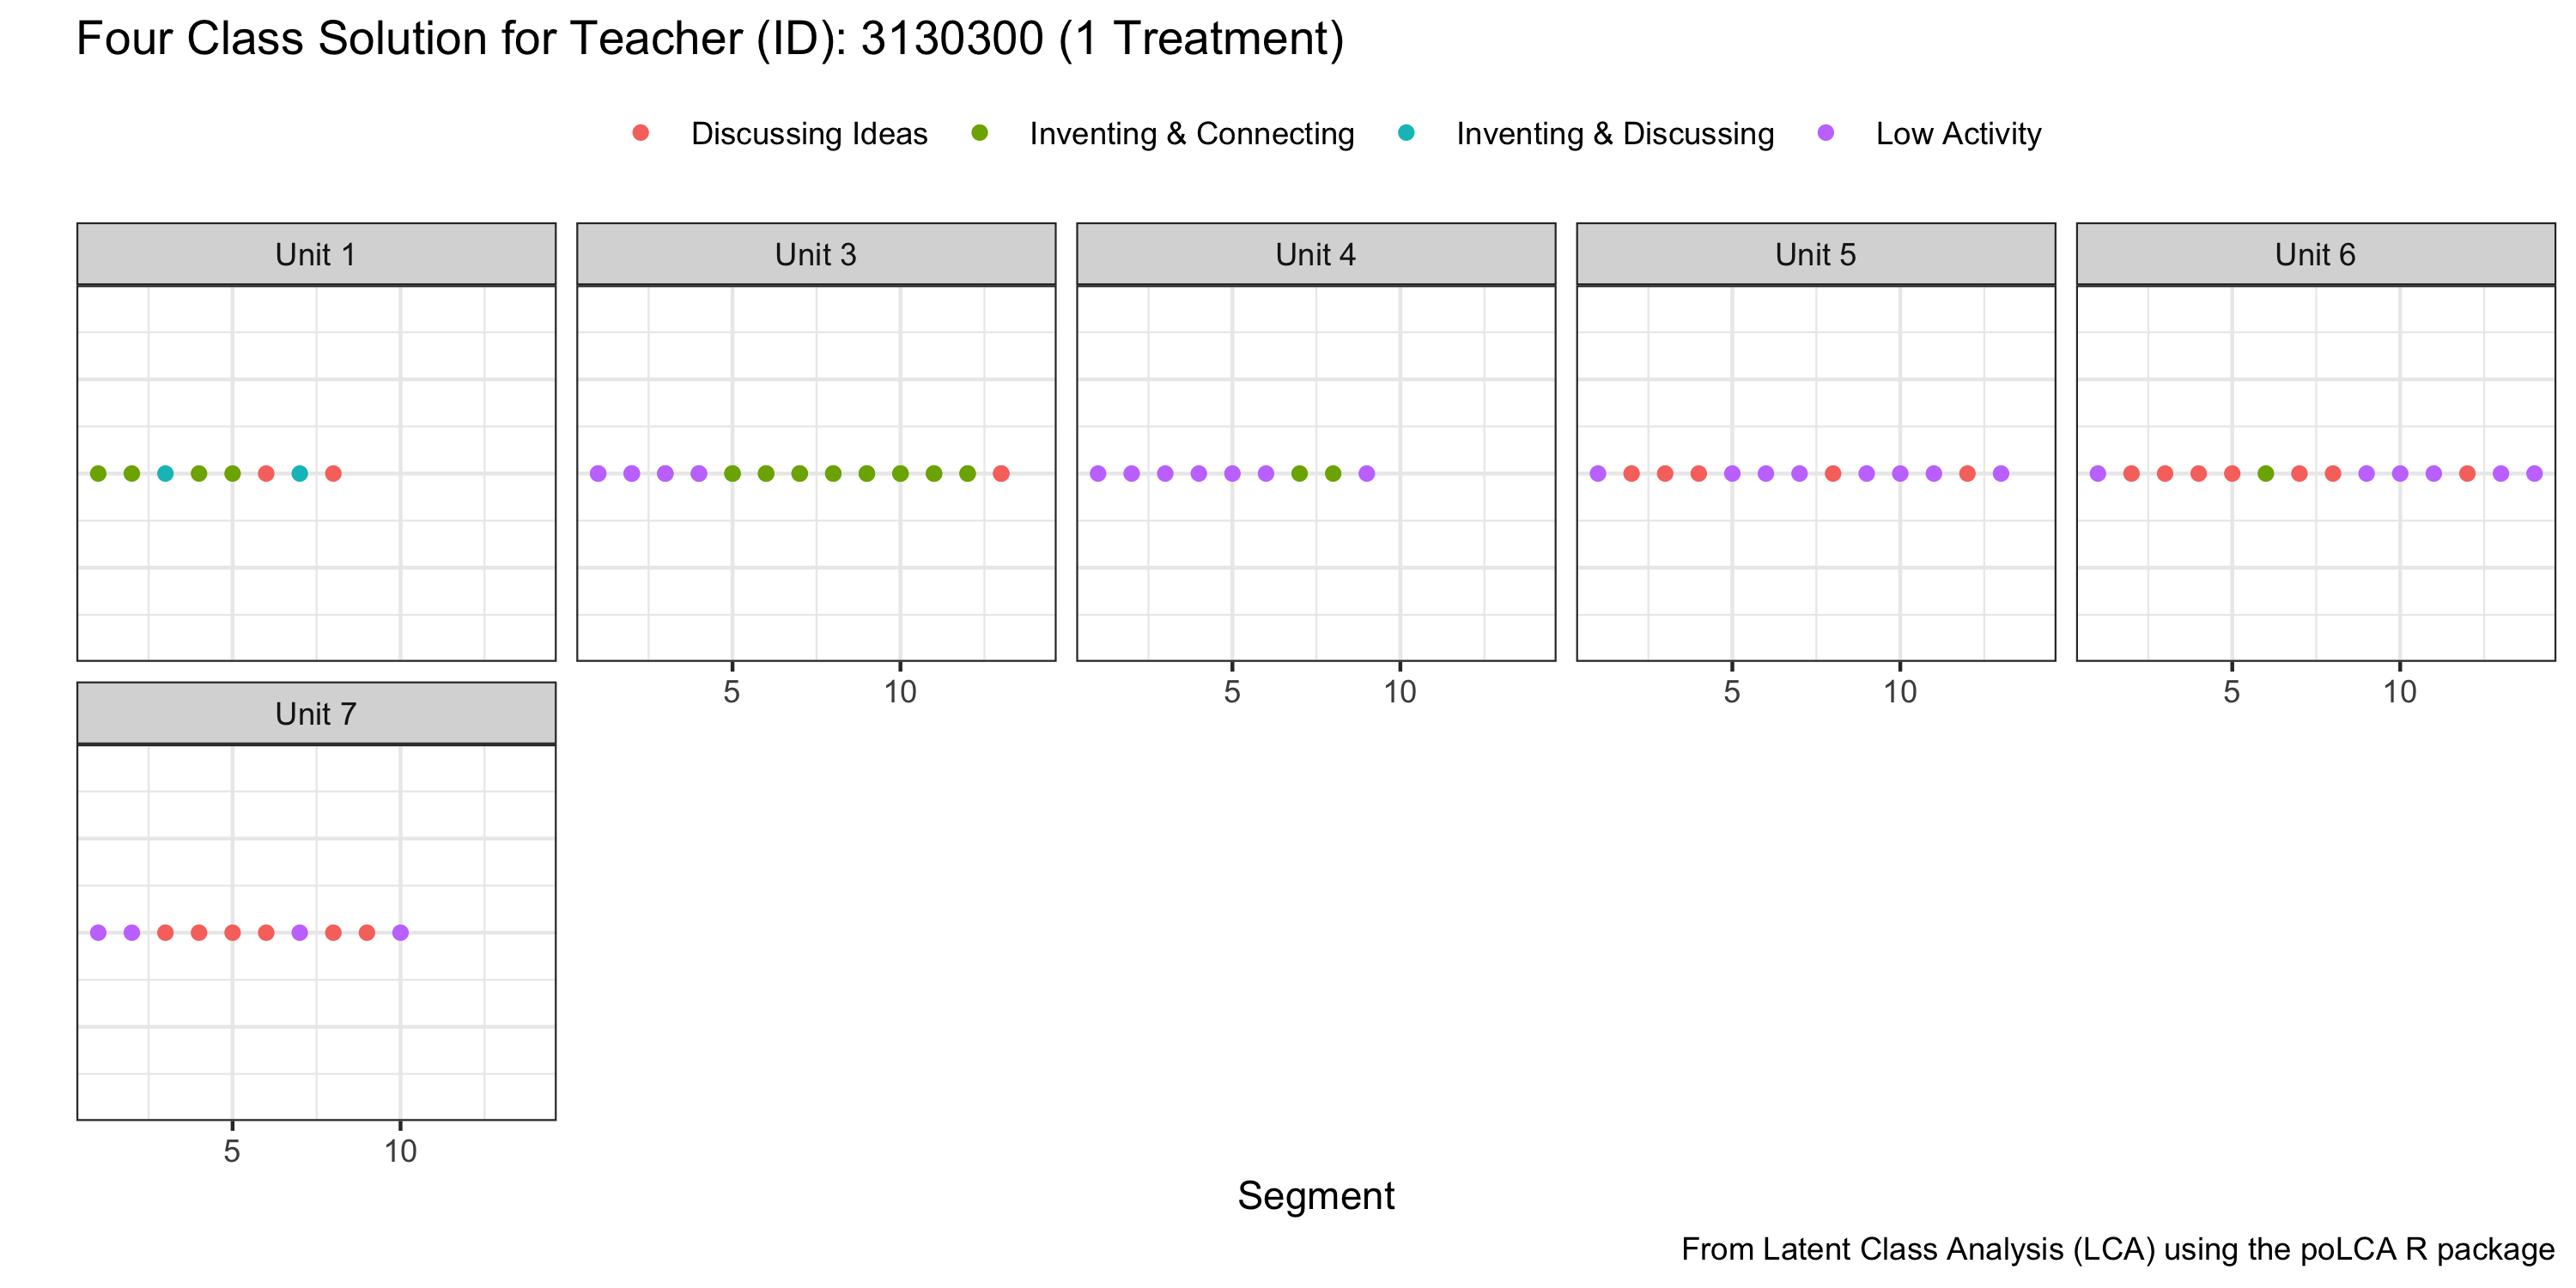 Four Class Solution for Teacher (ID): 3130300 (1 Treatment)
Discussing Ideas Inventing & Connecting Inventing & Discussing Low Activity
Unit 1 Unit 3 Unit 4 Unit 5 Unit 6
5 10 5 10 5 10 5 10
Unit 7
5 10
Segment
From Latent Class Analysis (LCA) using the poLCA R package